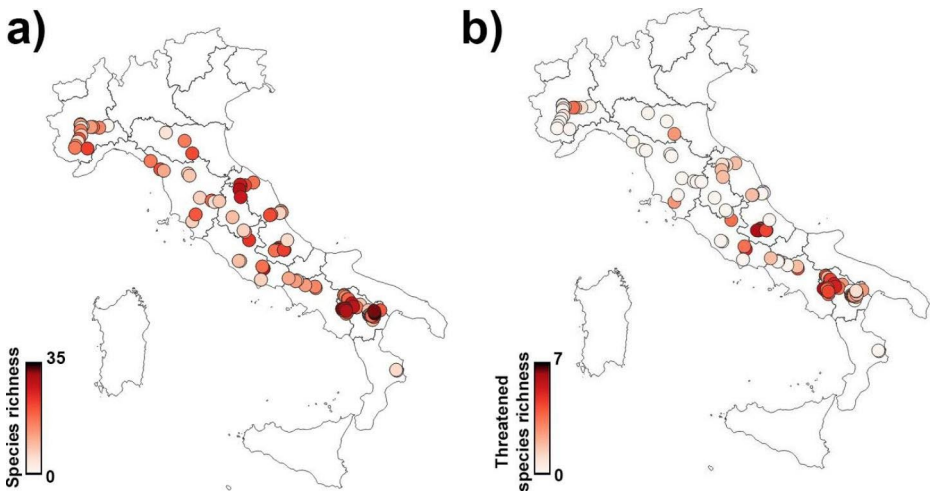 a)
35
Species richness
0
b)
7
Threatened
species richness
0